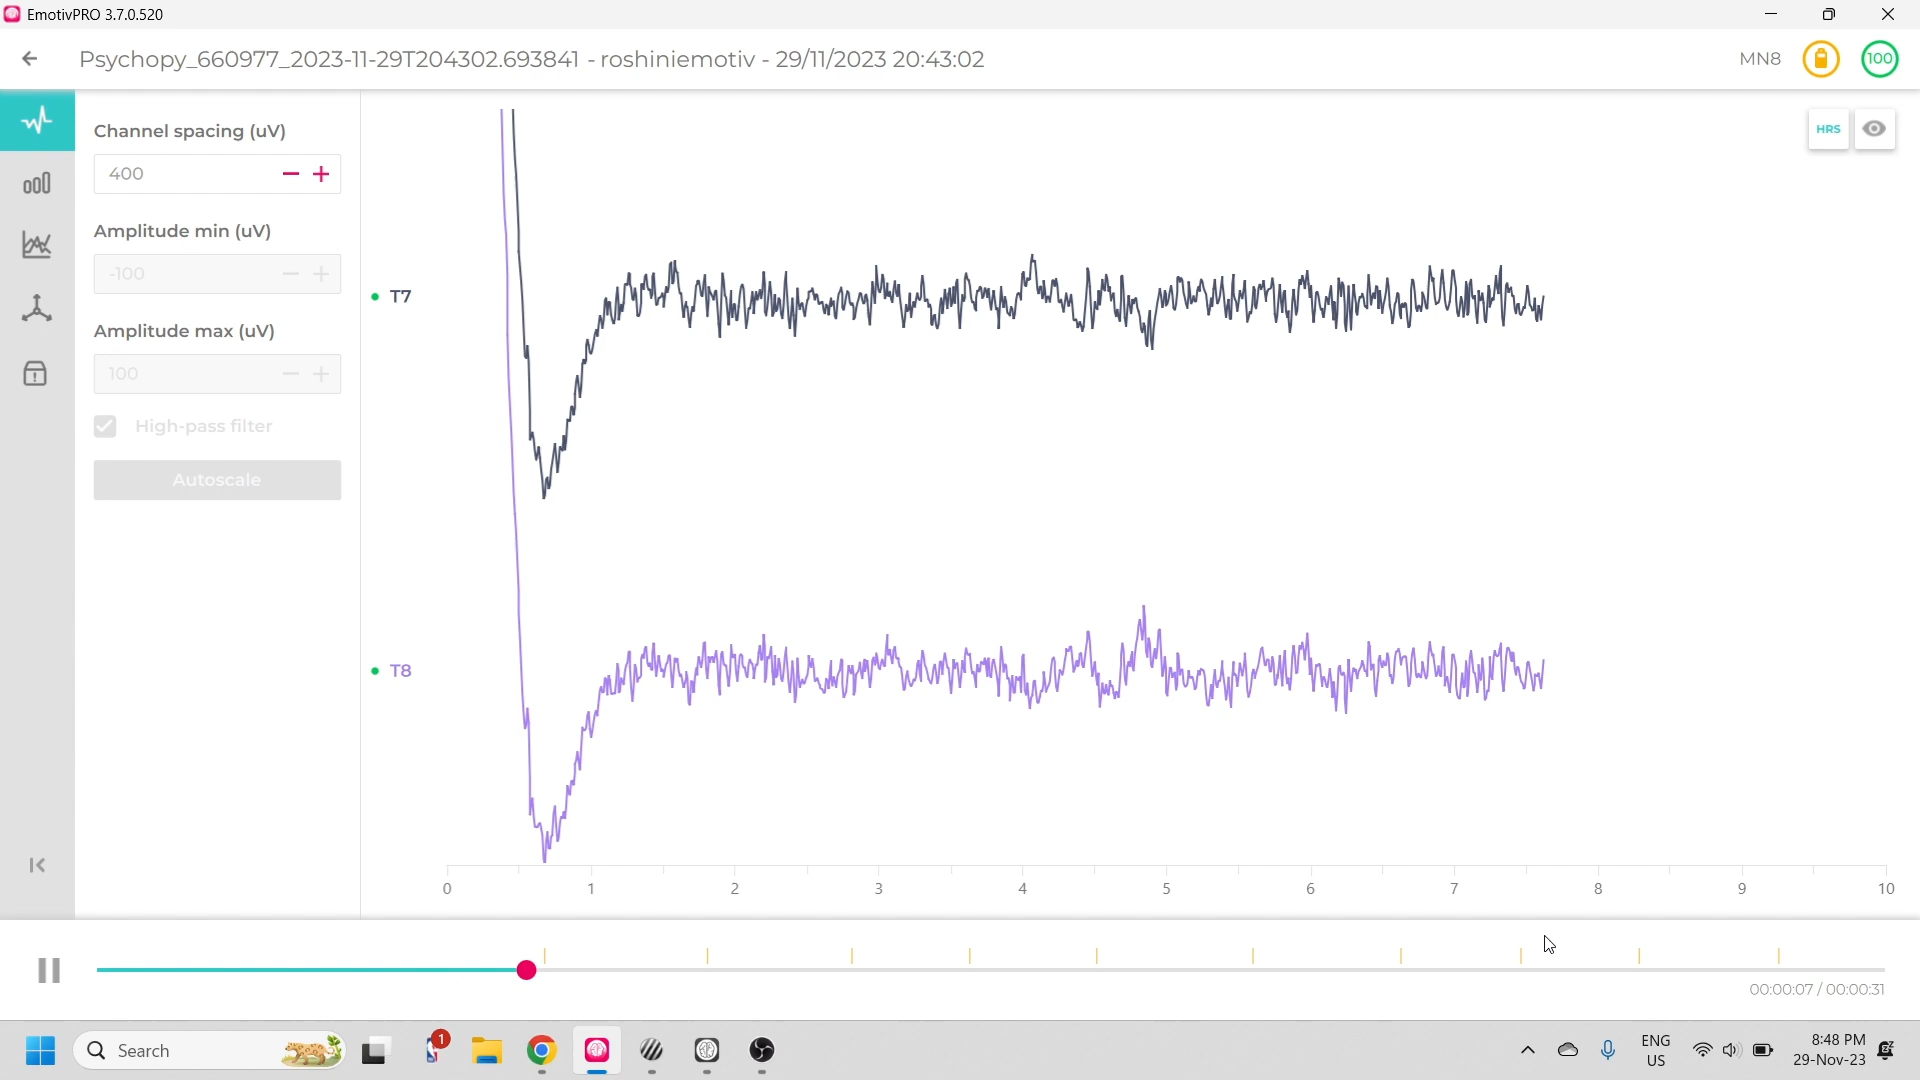 EmotivPRO 3.7.0.520
Psychopy_660977_2023-11-29T204302.693841 - roshiniemotiv - 29/11/2023 20:43:02
MN8
100
Channel spacing (uV)
400
Amplitude min (uV)
-100
Amplitude max (uV)
100
High-pass filter
Autoscale
HRS
T7
T8
0 1 2 3 4 5 6 7 8 9 10
00:00:07 / 00:00:31
Search
1
ENG
US
8:48 PM
29-Nov-23